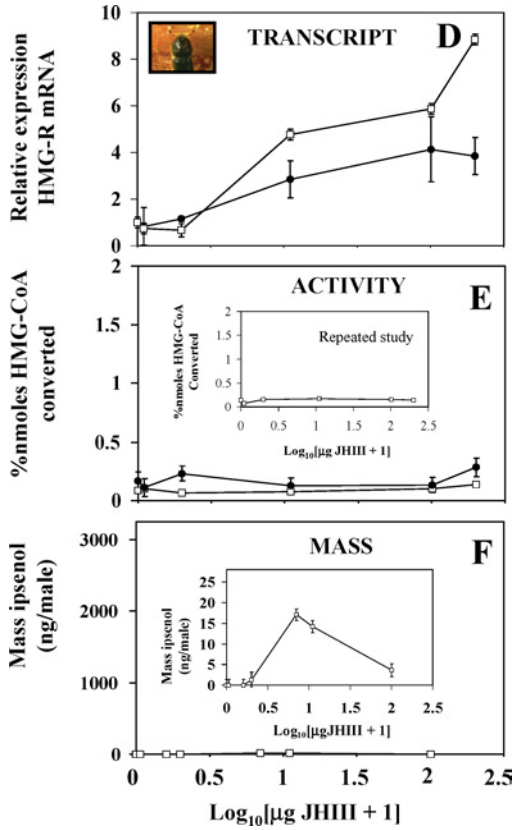 TRANSCRIPT
D
Relative expression
HMG-R mRNA
10
8
6
4
2
0
ACTIVITY
E
%nmoles HMG-CoA
converted
2
1.5
1
0.5
0
Repeated study
%nmoles HMG-CoA
Converted
2
1.5
1
0.5
0
0 0.5 1 1.5 2 2.5
Log10[µg JHIII + 1]
MASS
F
Mass ipsenol
(ng/male)
3000
2000
1000
0
Mass ipsenol
(ng/male)
25
20
15
10
5
0
0 0.5 1 1.5 2 2.5
Log10[µgJHIII + 1]
0 0.5 1 1.5 2 2.5
Log10[µg JHIII + 1]